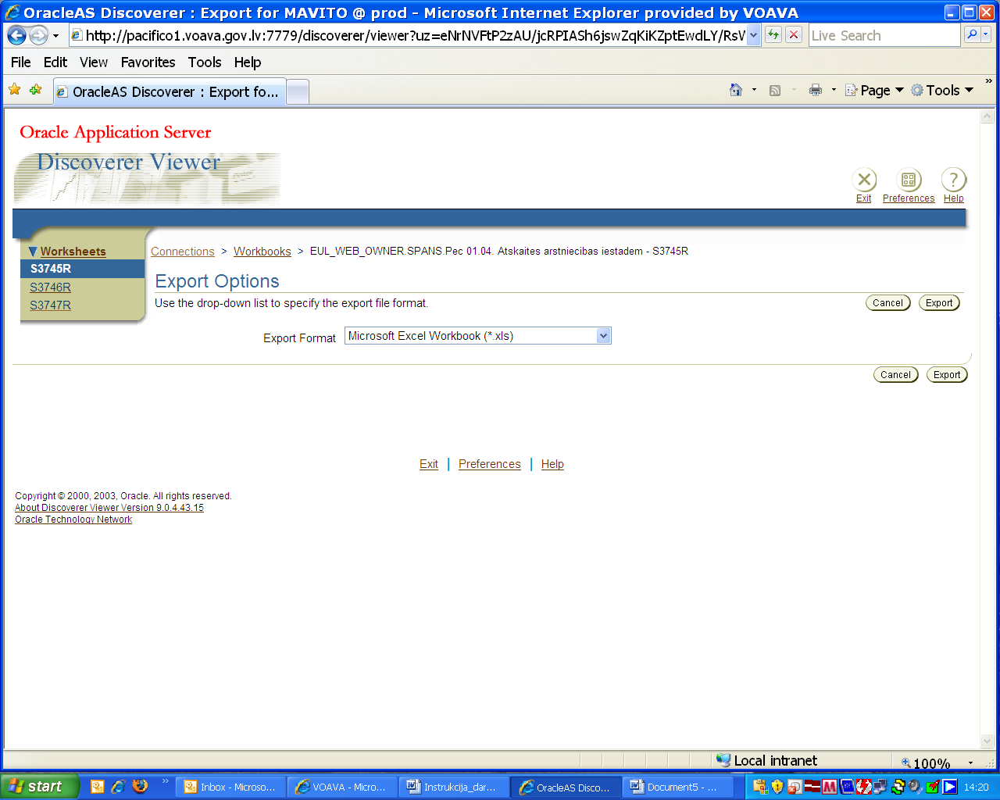 OracleAS Discoverer : Export for MAVITO @ prod - Microsoft Internet Explorer provided by VOAVA
http://pacifico1.voava.gov.lv:7779/discoverer/viewer?uz=eNrNVFtP2zAU/jcRPIASh6jswZqKiKZptEwdLY/RsW
Live Search
File Edit View Favorites Tools Help
OracleAS Discoverer : Export fo...
Page Tools
Oracle Application Server
Discoverer Viewer
Exit Preferences Help
Worksheets
S3745R
S3746R
S3747R
Connections > Workbooks > EUL_WEB_OWNER.SPANS.Pec 01.04. Atskaites arstniecibas iestadem - S3745R
Export Options
Use the drop-down list to specify the export file format.
Cancel Export
Export Format Microsoft Excel Workbook (*.xls)
Cancel Export
Exit | Preferences | Help
Copyright © 2000, 2003, Oracle. All rights reserved.
About Discoverer Viewer Version 9.0.4.43.15
Oracle Technology Network
Local intranet
100%
start
Inbox - Microso...
VOAVA - Micro...
Instrukcija_dar...
OracleAS Disco...
Document5 - ...
14:20